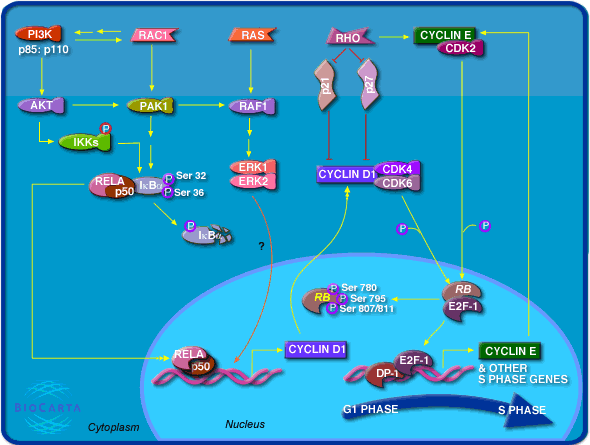 PI3K
p85: p110
RAC1
RAS
RHO
CYCLIN E
CDK2
p21
p27
AKT
PAK1
RAF1
IKKs
P
RELA
p50
IκBα
P
P
Ser 32
Ser 36
ERK1
ERK2
CYCLIN D1
CDK4
CDK6
P
IκBα
?
P
P
RB
E2F-1
RB
P
P
P
Ser 780
Ser 795
Ser 807/811
RELA
p50
CYCLIN D1
E2F-1
DP-1
CYCLIN E
& OTHER
S PHASE GENES
G1 PHASE
S PHASE
BIOCARTA
Cytoplasm
Nucleus